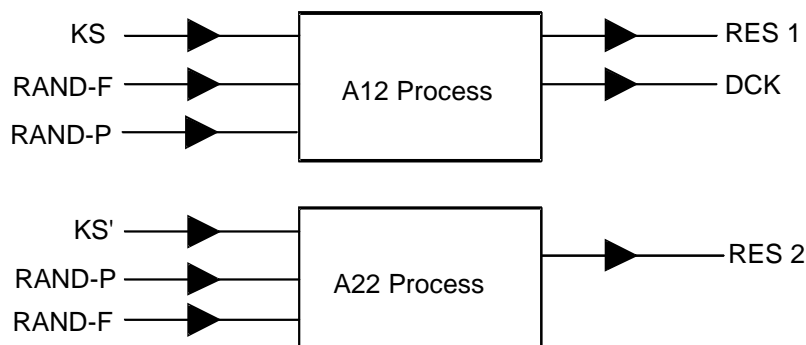 KS
RAND-F
RAND-P
A12 Process
RES 1
DCK
KS'
RAND-P
RAND-F
A22 Process
RES 2